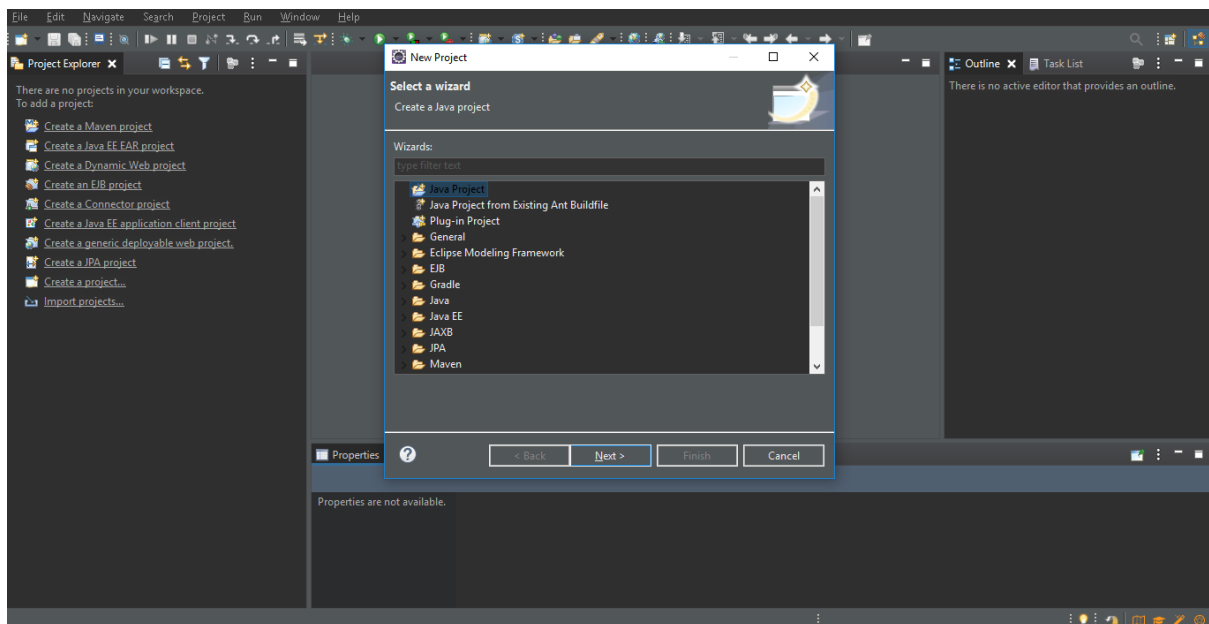 File Edit Navigate Search Project Run Window Help
Project Explorer
There are no projects in your workspace.
To add a project:
Create a Maven project
Create a Java EE EAR project
Create a Dynamic Web project
Create an EJB project
Create a Connector project
Create a Java EE application client project
Create a generic deployable web project.
Create a JPA project
Create a project...
Import projects...
New Project
Select a wizard
Create a Java project
Wizards:
type filter text
Java Project
Java Project from Existing Ant Buildfile
Plug-in Project
General
Eclipse Modeling Framework
EJB
Gradle
Java
Java EE
JAXB
JPA
Maven
< Back Next > Finish Cancel
Outline Task List
There is no active editor that provides an outline.
Properties
Properties are not available.